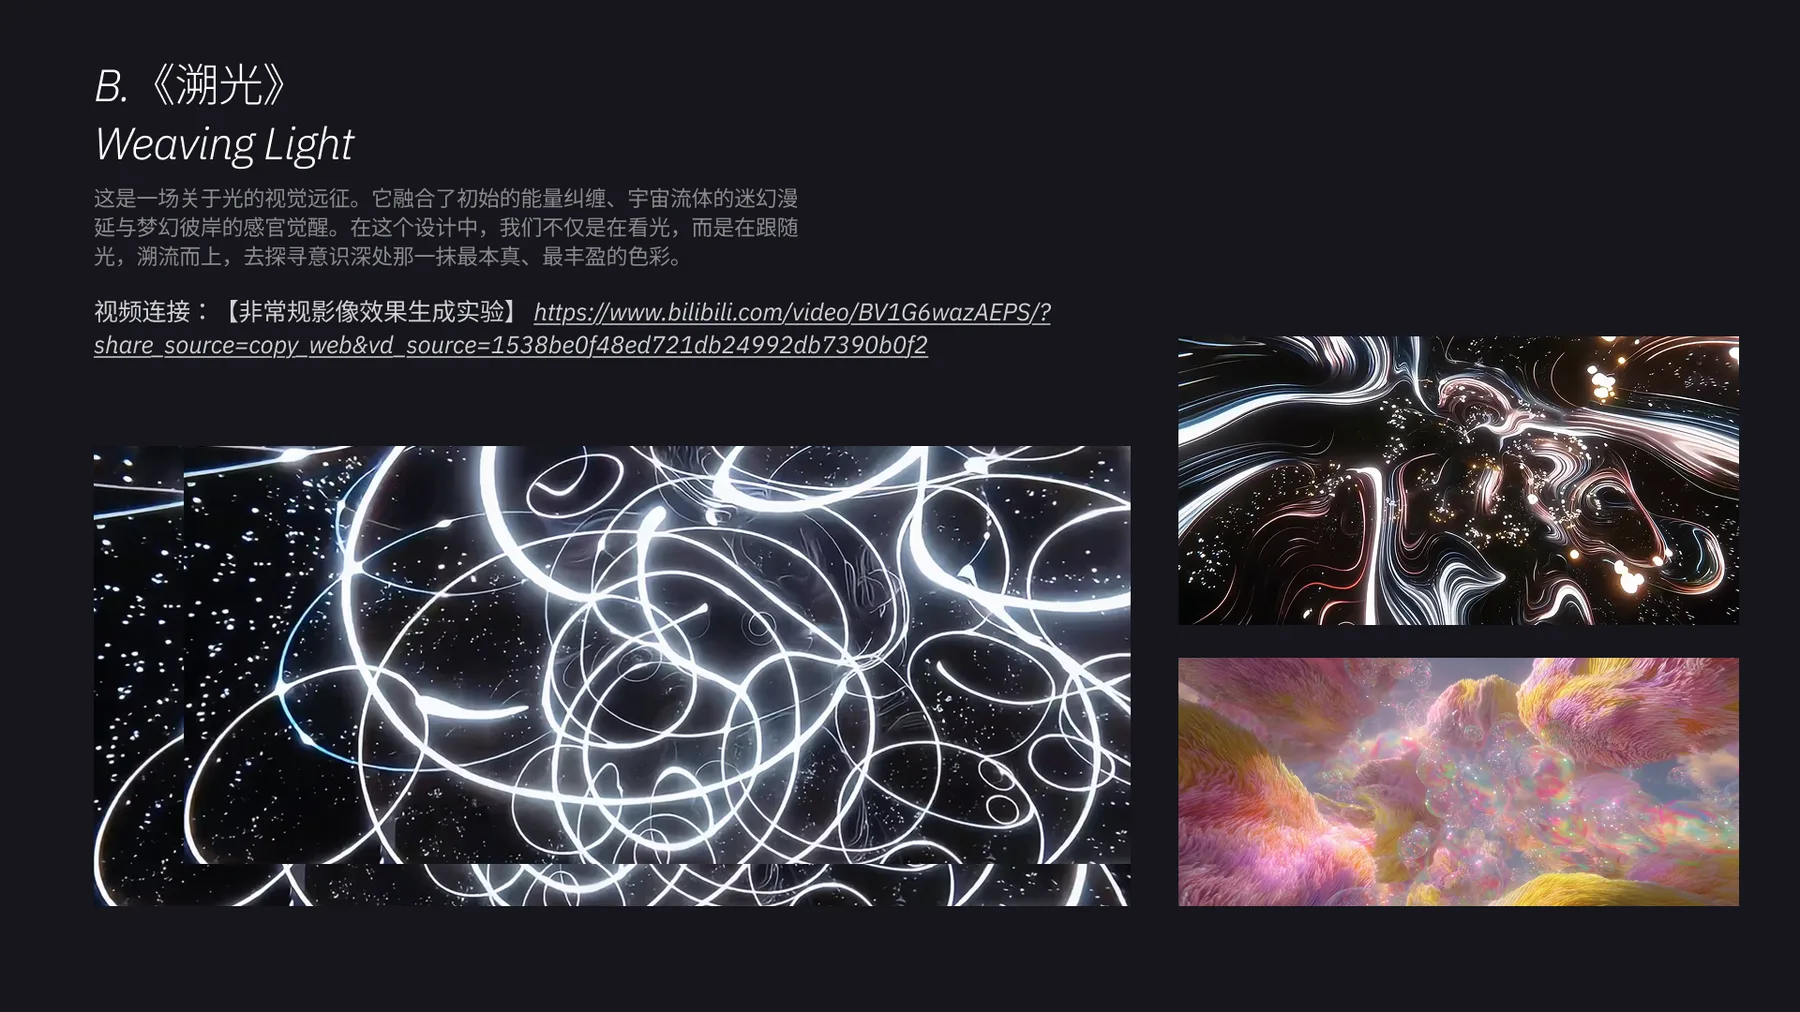 B.《溯光》
Weaving Light
这是一场关于光的视觉远征。它融合了初始的能量纠缠、宇宙流体的迷幻漫
延与梦幻彼岸的感官觉醒。在这个设计中，我们不仅是在看光，而是在跟随
光，溯流而上，去探寻意识深处那一抹最本真、最丰盈的色彩。
视频连接：【非常规影像效果生成实验】 https://www.bilibili.com/video/BV1G6wazAEPS/?
share_source=copy_web&vd_source=1538be0f48ed721db24992db7390b0f2